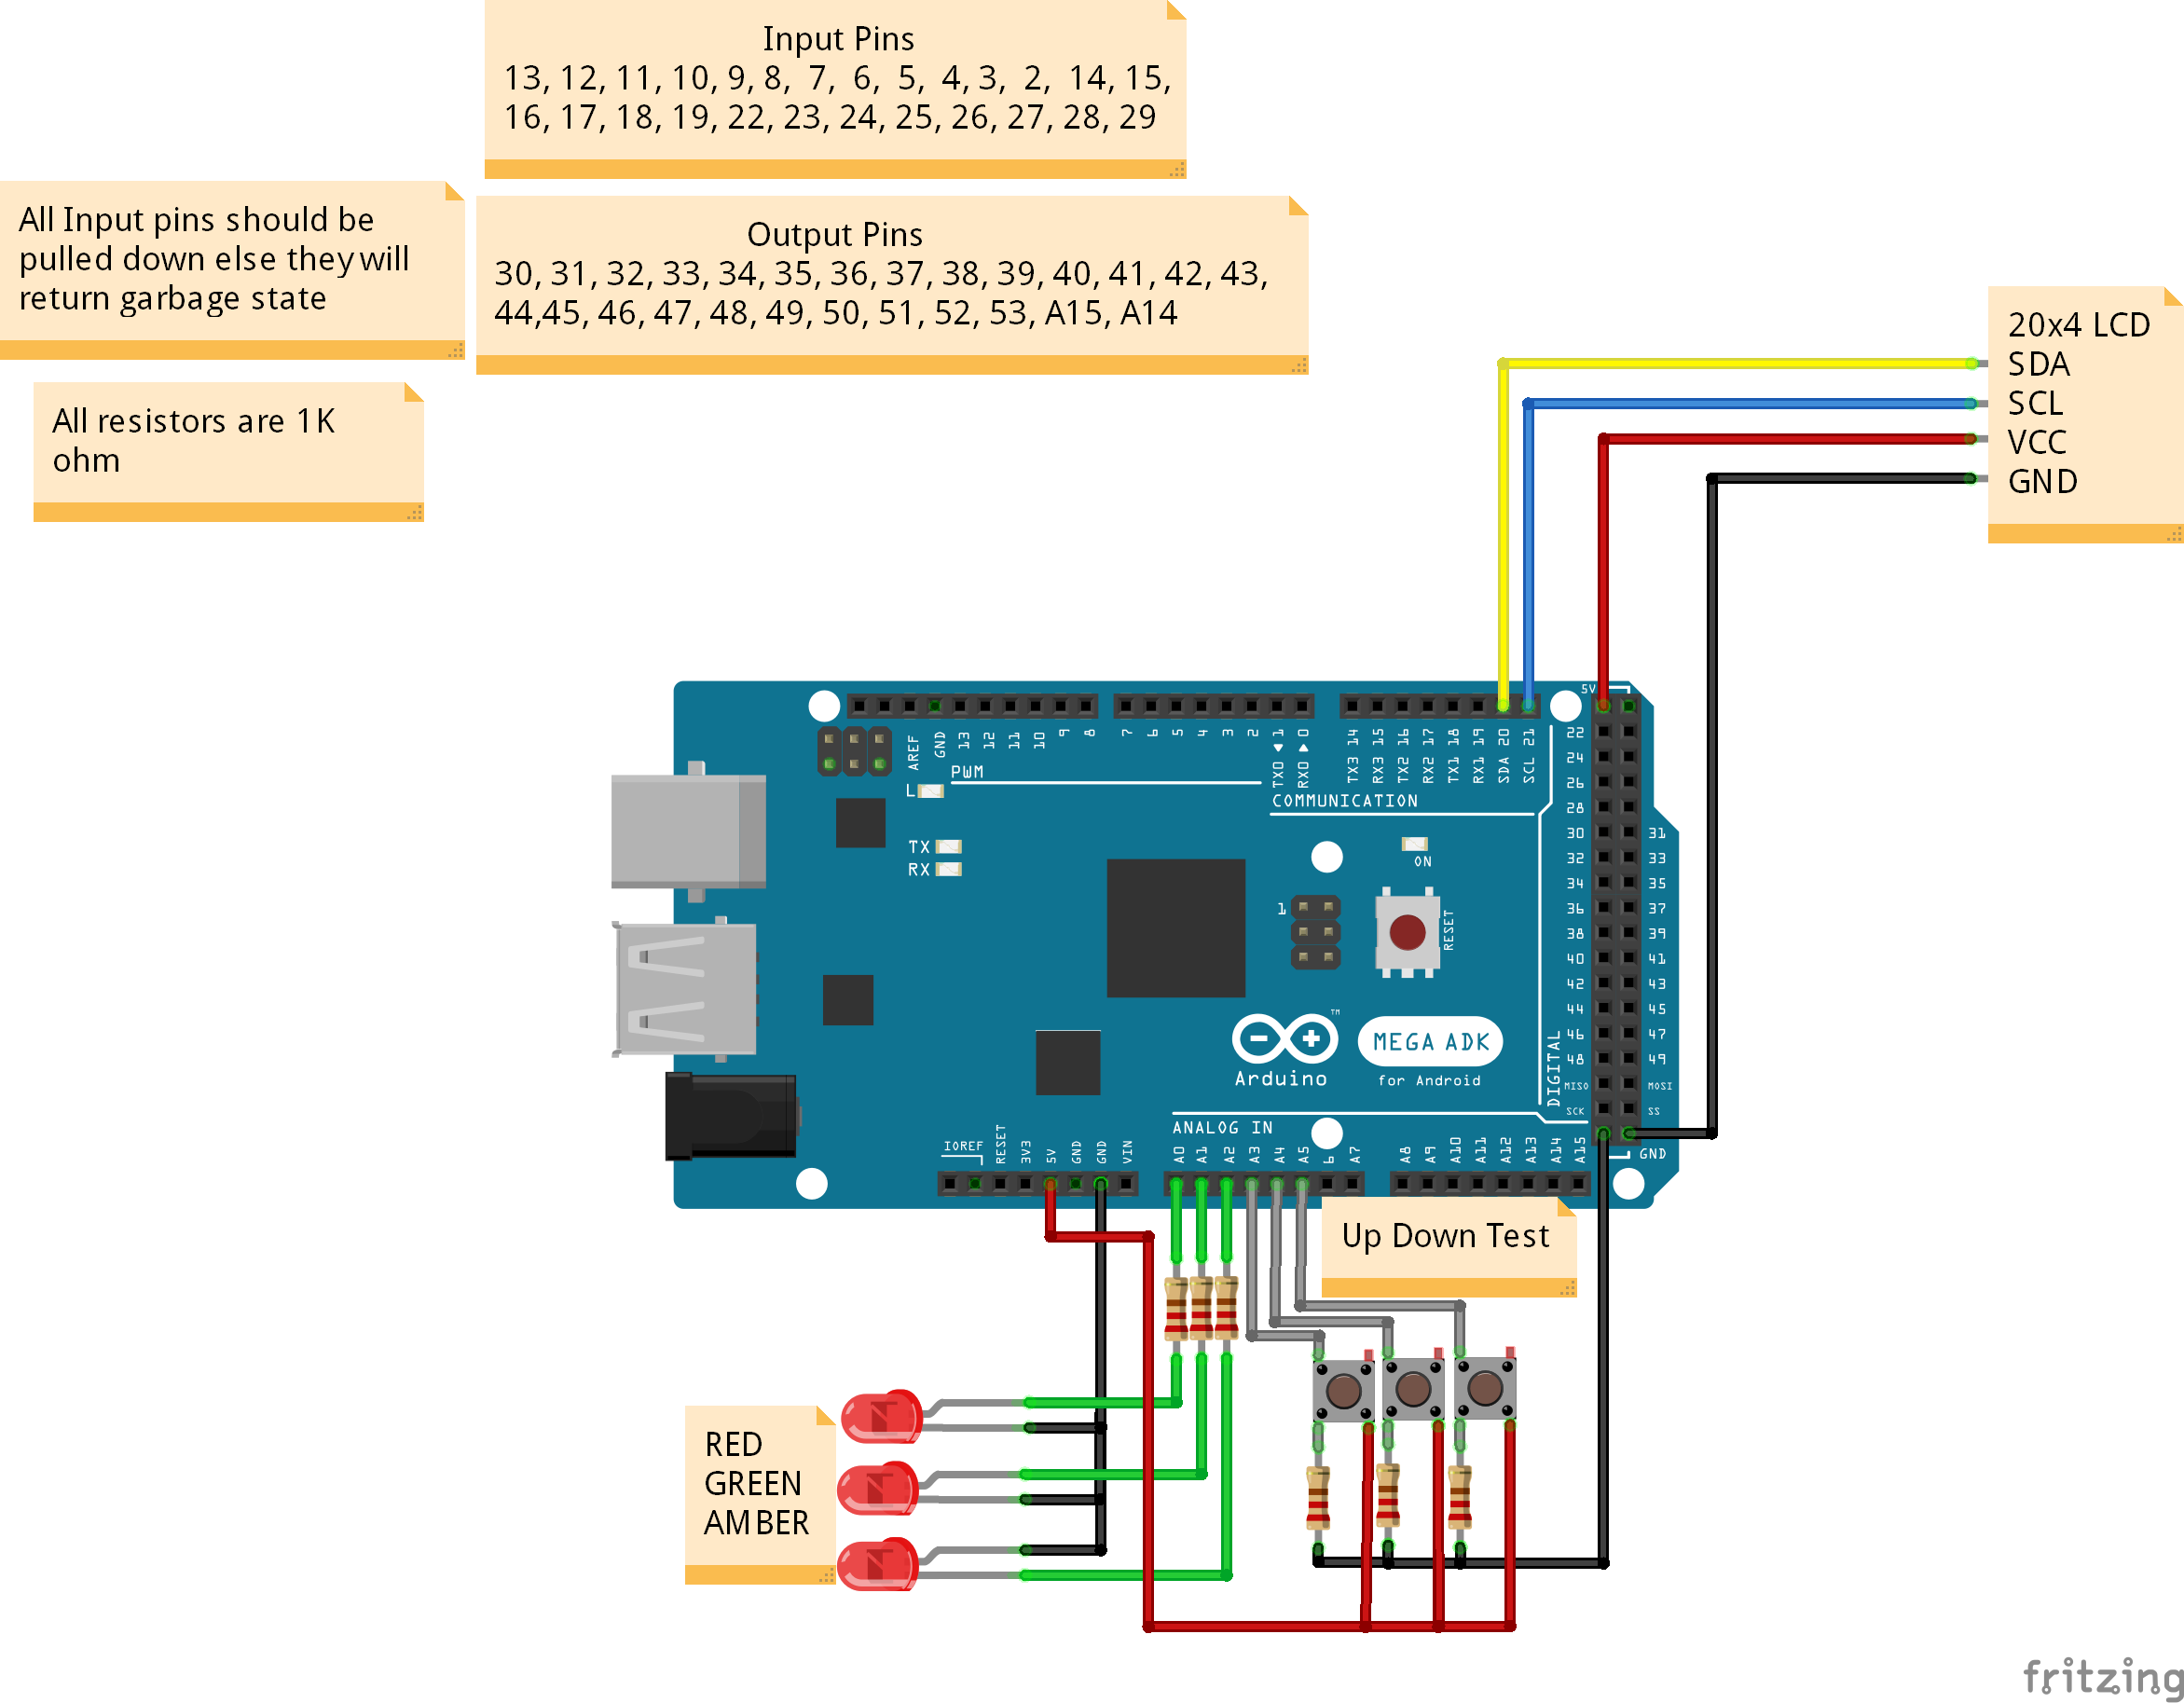 Input Pins
13, 12, 11, 10, 9, 8, 7, 6, 5, 4, 3, 2, 14, 15,
16, 17, 18, 19, 22, 23, 24, 25, 26, 27, 28, 29
All Input pins should be
pulled down else they will
return garbage state
Output Pins
30, 31, 32, 33, 34, 35, 36, 37, 38, 39, 40, 41, 42, 43,
44,45, 46, 47, 48, 49, 50, 51, 52, 53, A15, A14
All resistors are 1K
ohm
20x4 LCD
SDA
SCL
VCC
GND
5V
AREF
GND
13
12
11
10
9
8
7
6
5
4
3
2
TX0 ◀ 1
RX0 ▶ 0
TX3 14
RX3 15
TX2 16
RX2 17
TX1 18
RX1 19
SDA 20
SCL 21
PWM
COMMUNICATION
L
TX
RX
ON
1
RESET
22
24
26
28
30 31
32 33
34 35
36 37
38 39
40 41
42 43
44 45
46 47
48 49
MISO MOSI
SCK SS
GND
DIGITAL
TM
Arduino
MEGA ADK
for Android
ANALOG IN
IOREF
RESET
3V3
5V
GND
GND
VIN
A0
A1
A2
A3
A4
A5
6
A7
A8
A9
A10
A11
A12
A13
A14
A15
Up Down Test
RED
GREEN
AMBER
fritzing